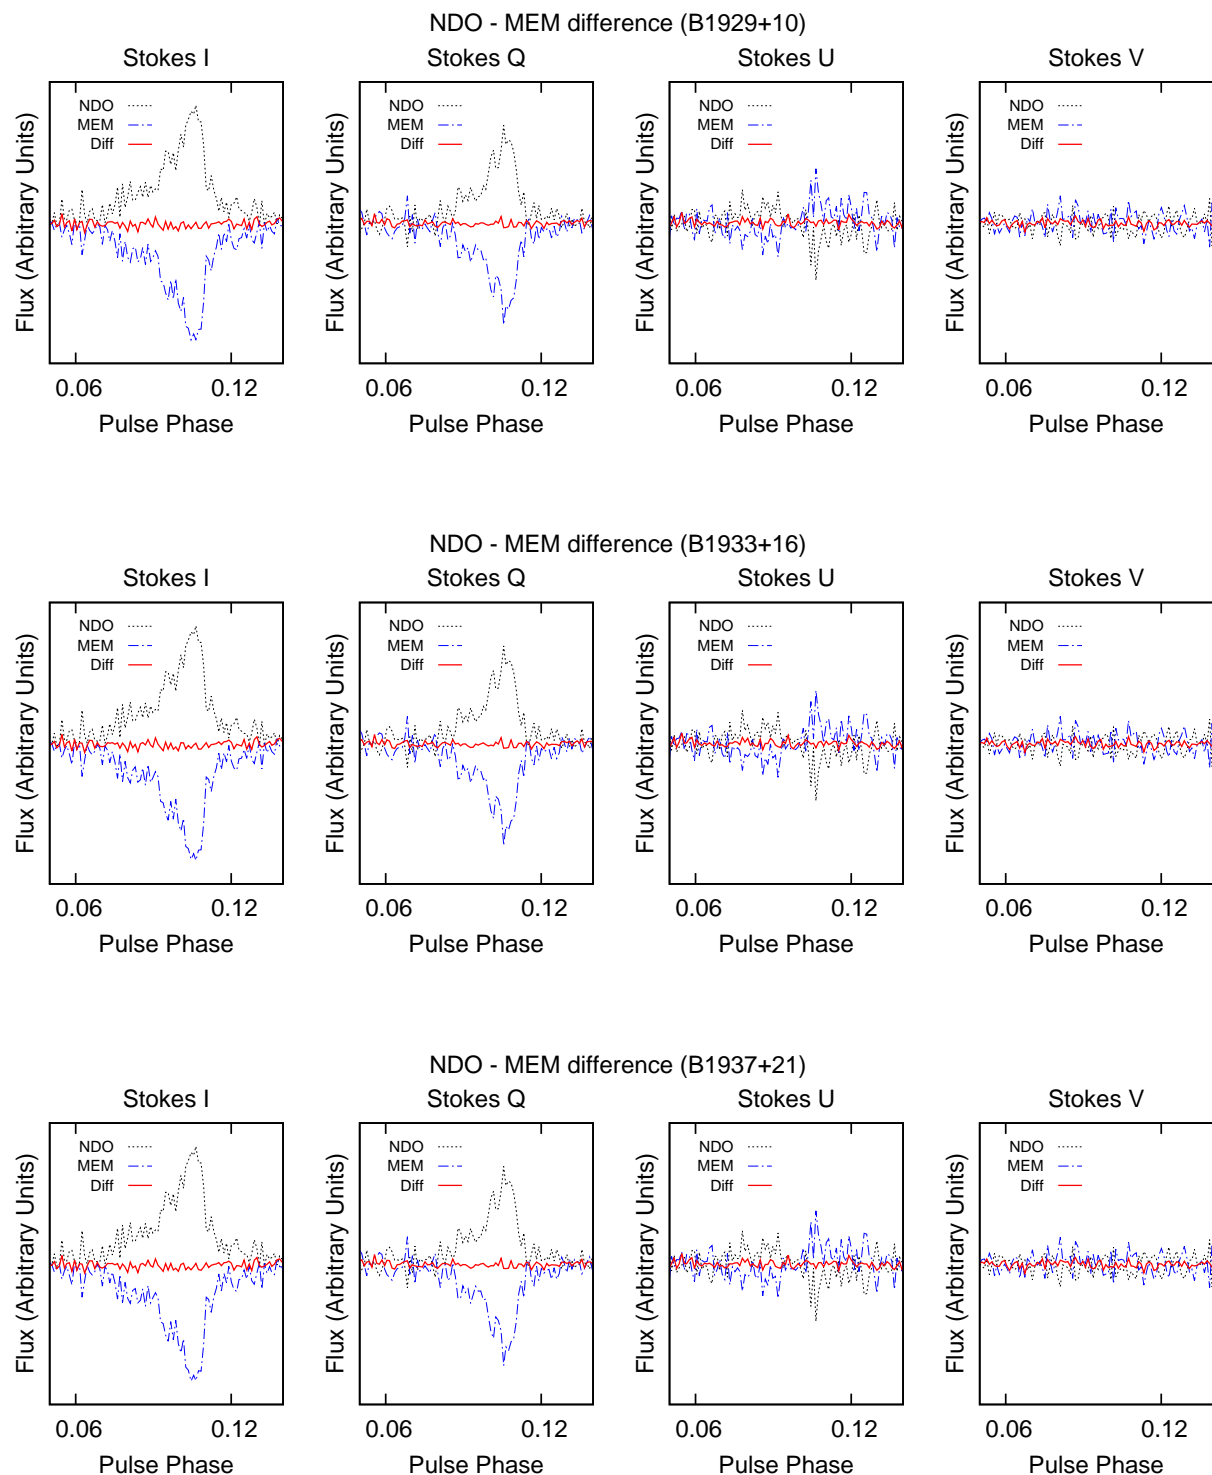 NDO - MEM difference (B1929+10)
Stokes I
Stokes Q
Stokes U
Stokes V
Flux (Arbitrary Units)
NDO
MEM
Diff
0.06
0.12
Pulse Phase
Flux (Arbitrary Units)
NDO
MEM
Diff
0.06
0.12
Pulse Phase
Flux (Arbitrary Units)
NDO
MEM
Diff
0.06
0.12
Pulse Phase
Flux (Arbitrary Units)
NDO
MEM
Diff
0.06
0.12
Pulse Phase
NDO - MEM difference (B1933+16)
Stokes I
Stokes Q
Stokes U
Stokes V
Flux (Arbitrary Units)
NDO
MEM
Diff
0.06
0.12
Pulse Phase
Flux (Arbitrary Units)
NDO
MEM
Diff
0.06
0.12
Pulse Phase
Flux (Arbitrary Units)
NDO
MEM
Diff
0.06
0.12
Pulse Phase
Flux (Arbitrary Units)
NDO
MEM
Diff
0.06
0.12
Pulse Phase
NDO - MEM difference (B1937+21)
Stokes I
Stokes Q
Stokes U
Stokes V
Flux (Arbitrary Units)
NDO
MEM
Diff
0.06
0.12
Pulse Phase
Flux (Arbitrary Units)
NDO
MEM
Diff
0.06
0.12
Pulse Phase
Flux (Arbitrary Units)
NDO
MEM
Diff
0.06
0.12
Pulse Phase
Flux (Arbitrary Units)
NDO
MEM
Diff
0.06
0.12
Pulse Phase